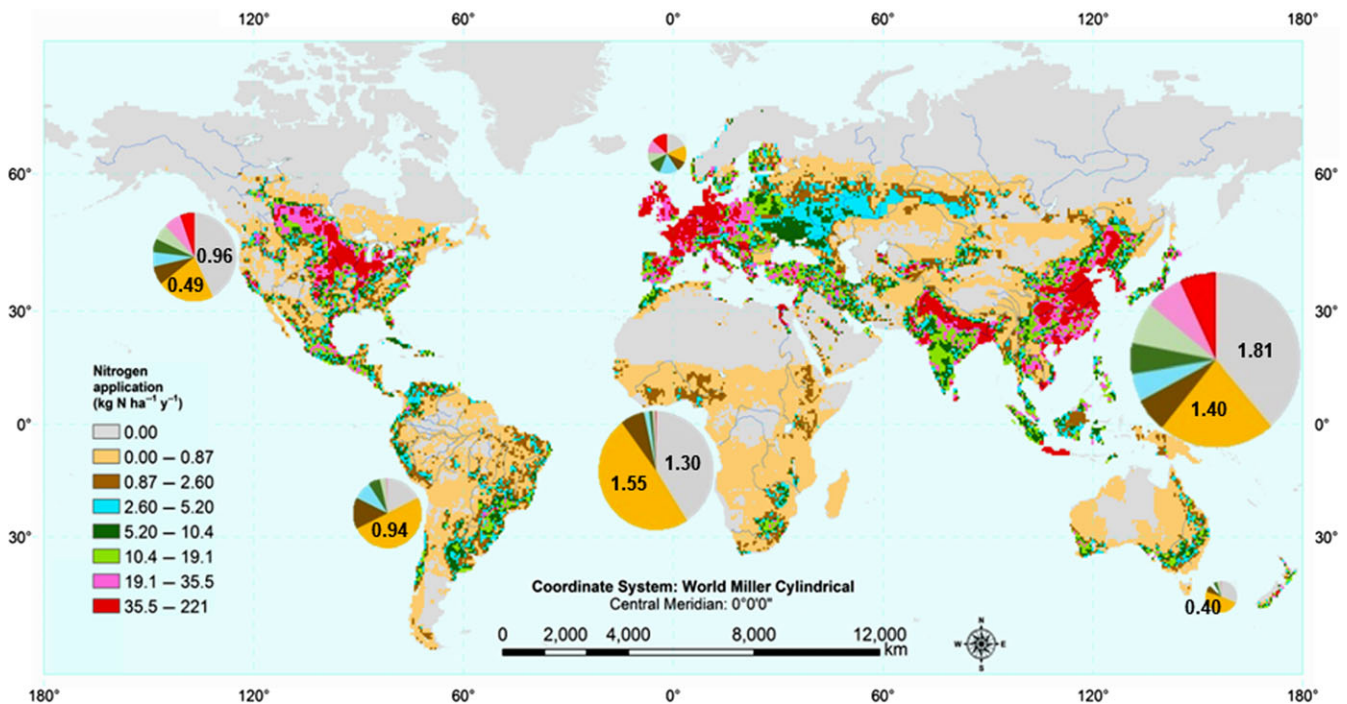 120° 60° 0° 60° 120° 180°
60° 60°
0.96
0.49
30° 30°
1.81
1.40
Nitrogen
application
(kg N ha⁻¹ y⁻¹)
0.00
0.00 — 0.87
0.87 — 2.60
2.60 — 5.20
5.20 — 10.4
10.4 — 19.1
19.1 — 35.5
35.5 — 221
0° 0°
1.30
1.55
0.94
30° 30°
0.40
Coordinate System: World Miller Cylindrical
Central Meridian: 0°0'0"
0 2,000 4,000 8,000 12,000
km
N
W E
S
180° 120° 60° 0° 60° 120° 180°